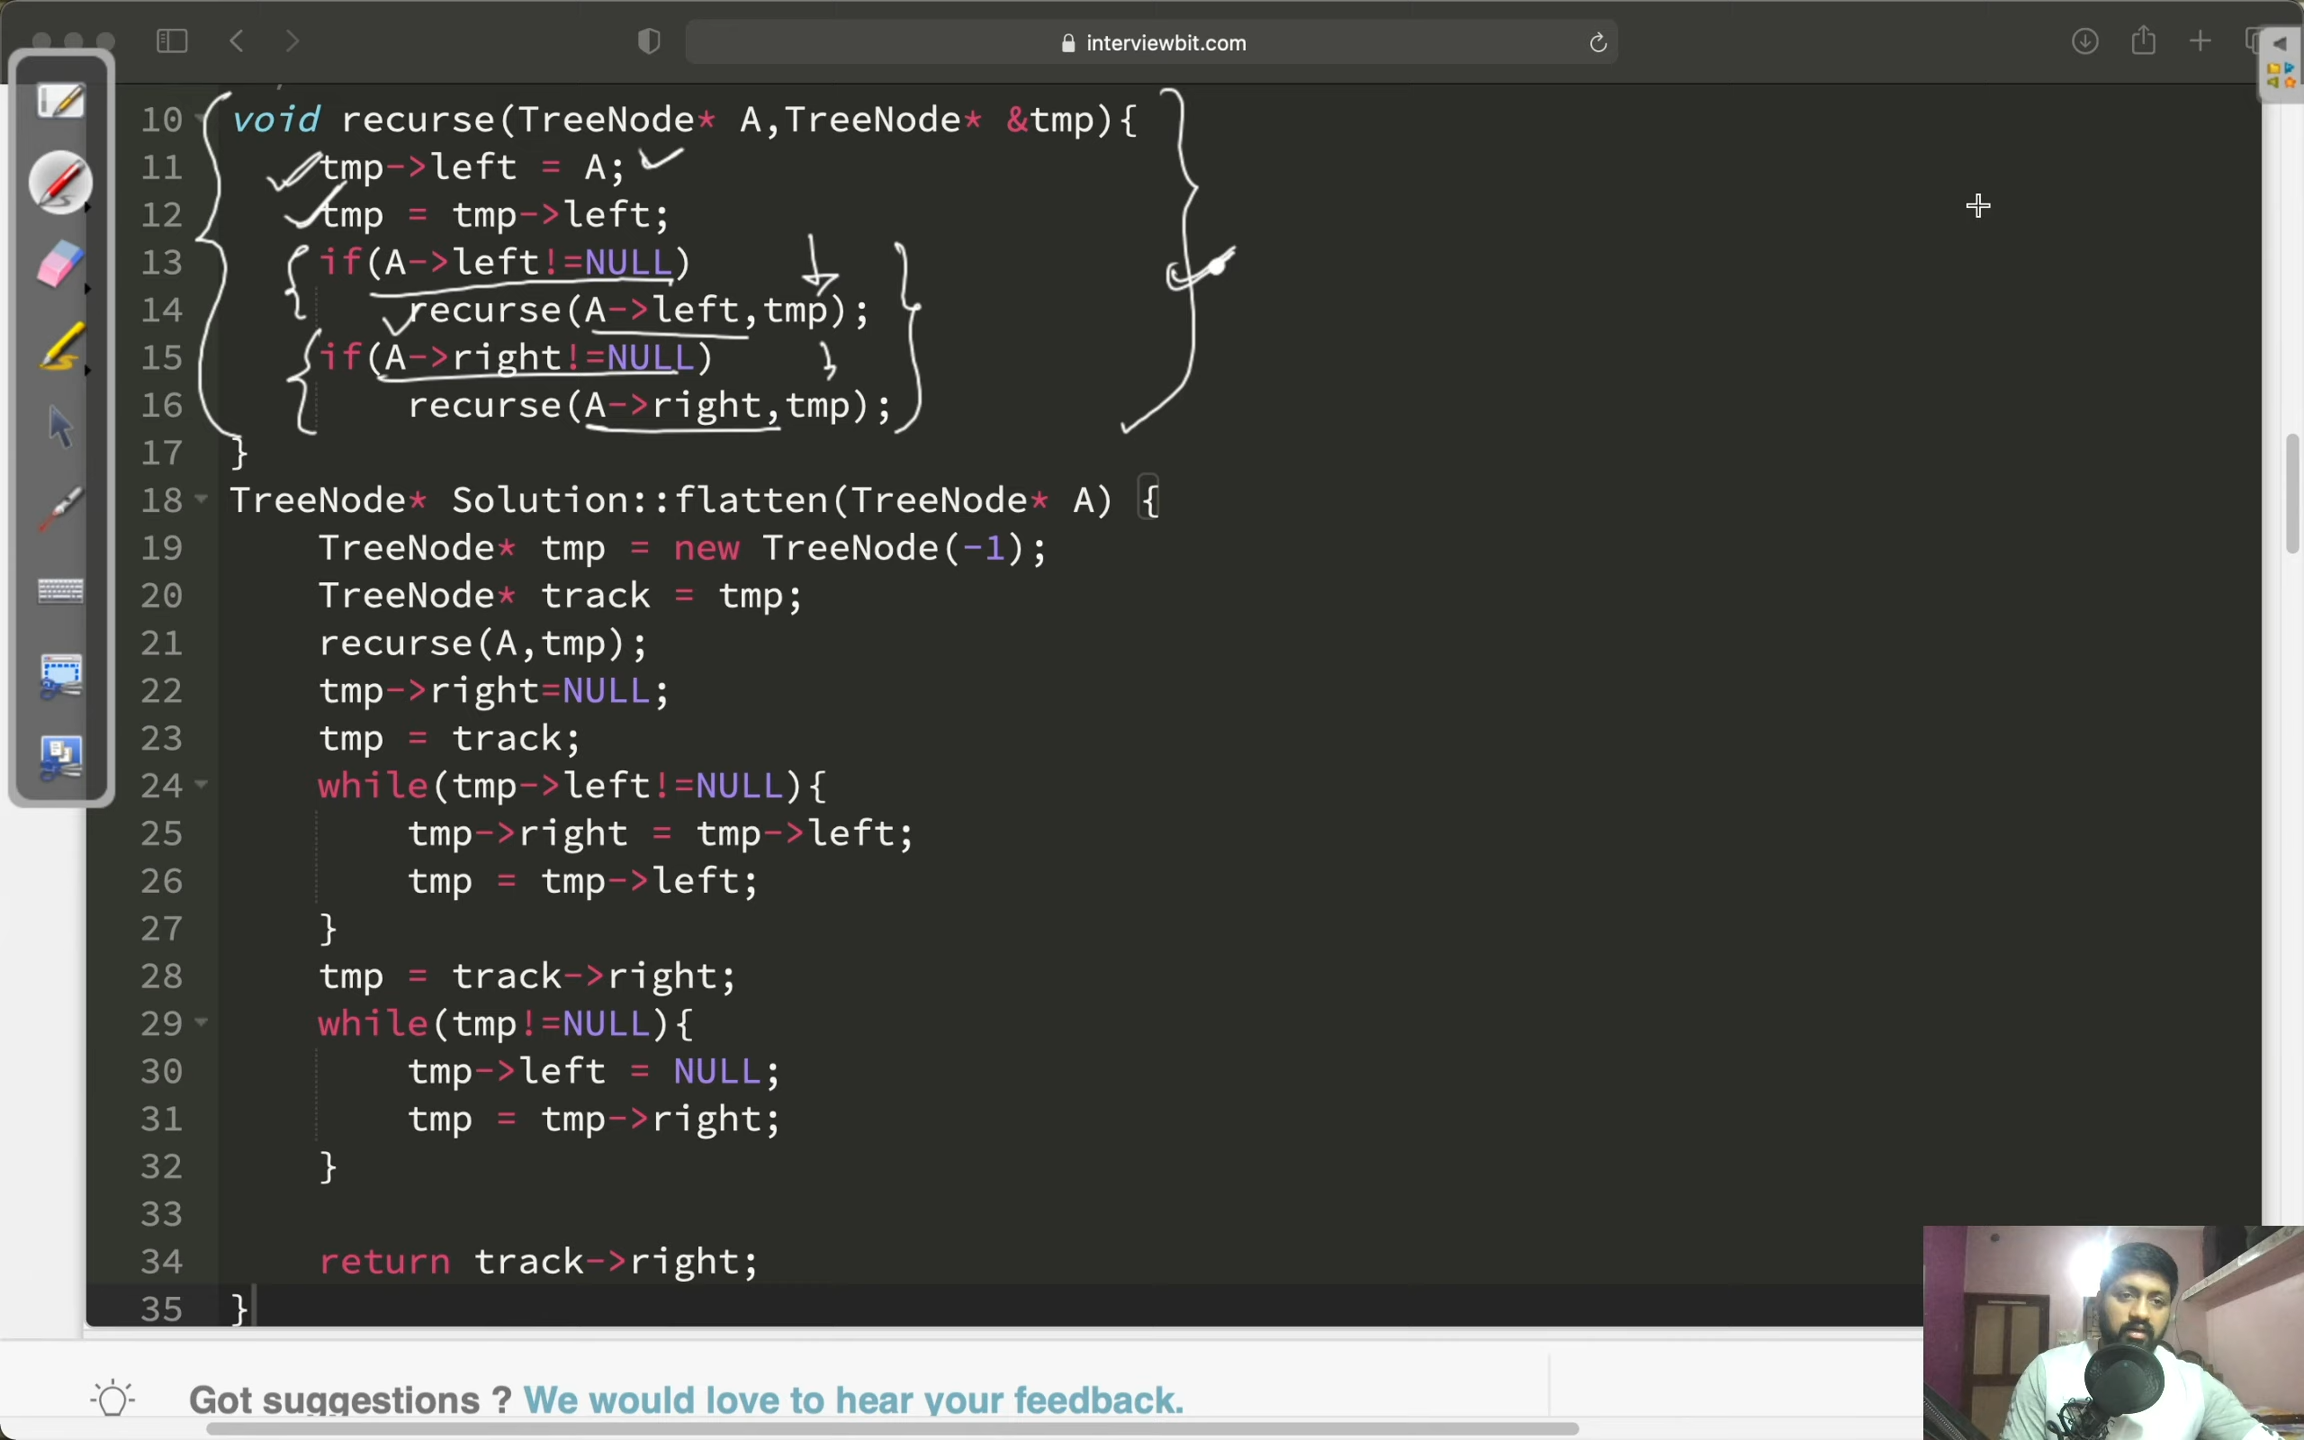 interviewbit.com
10 void recurse(TreeNode* A,TreeNode* &tmp){
11 tmp->left = A;
12 tmp = tmp->left;
13 if(A->left!=NULL)
14 recurse(A->left,tmp);
15 if(A->right!=NULL)
16 recurse(A->right,tmp);
17 }
18 TreeNode* Solution::flatten(TreeNode* A) {
19 TreeNode* tmp = new TreeNode(-1);
20 TreeNode* track = tmp;
21 recurse(A,tmp);
22 tmp->right=NULL;
23 tmp = track;
24 while(tmp->left!=NULL){
25 tmp->right = tmp->left;
26 tmp = tmp->left;
27 }
28 tmp = track->right;
29 while(tmp!=NULL){
30 tmp->left = NULL;
31 tmp = tmp->right;
32 }
33
34 return track->right;
35 }
Got suggestions ? We would love to hear your feedback.